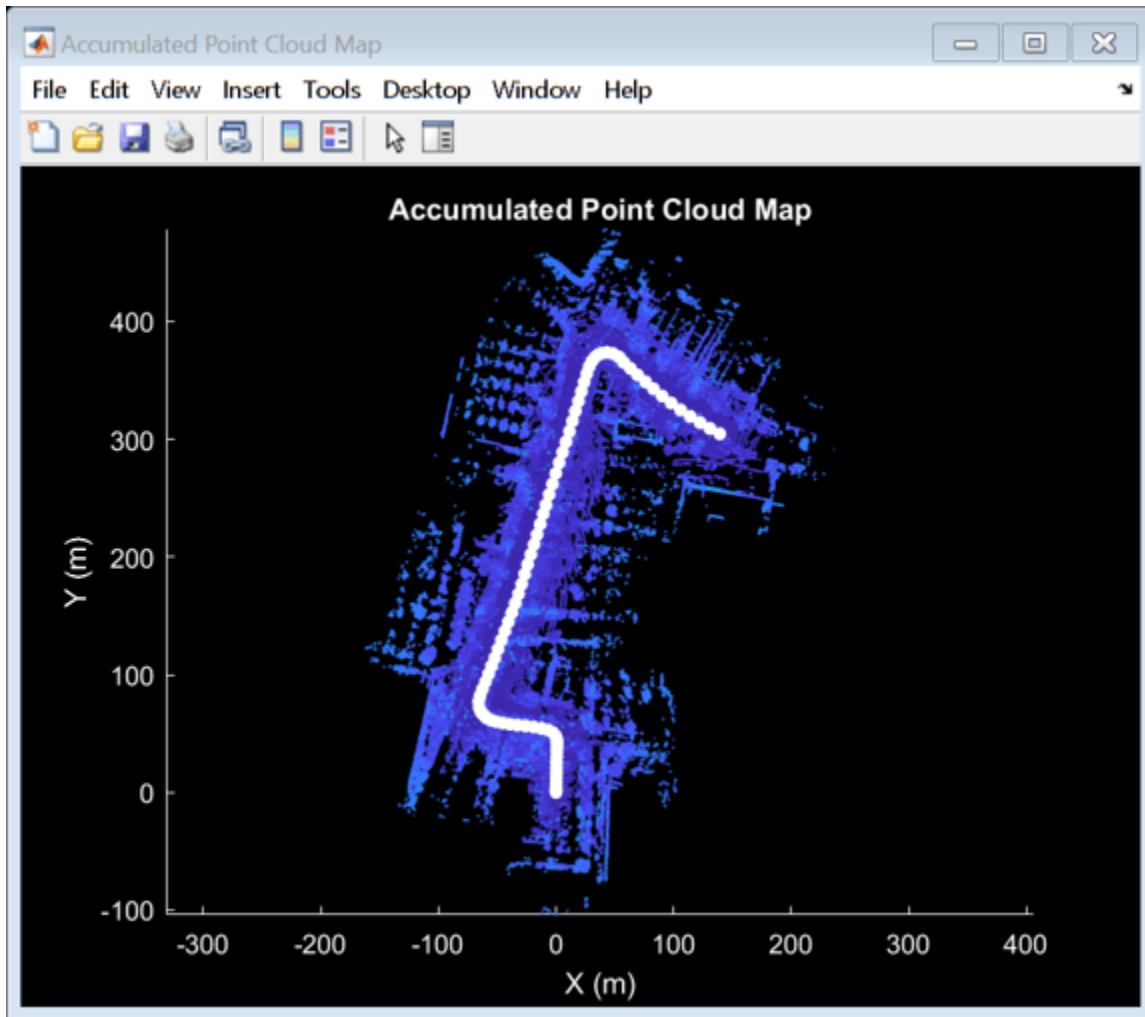 Accumulated Point Cloud Map
File Edit View Insert Tools Desktop Window Help
Accumulated Point Cloud Map
400
300
200
100
0
-100
Y (m)
-300 -200 -100 0 100 200 300 400
X (m)